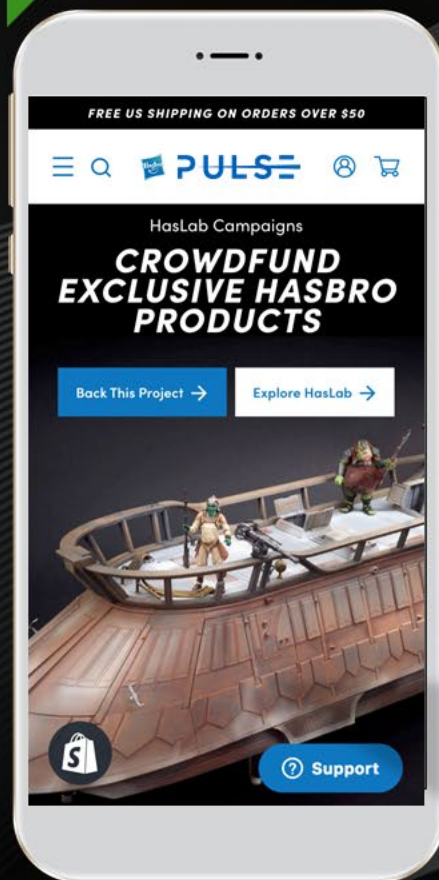 FREE US SHIPPING ON ORDERS OVER $50
Hasbro PULSE
HasLab Campaigns
CROWDFUND
EXCLUSIVE HASBRO
PRODUCTS
Back This Project →
Explore HasLab →
S
? Support